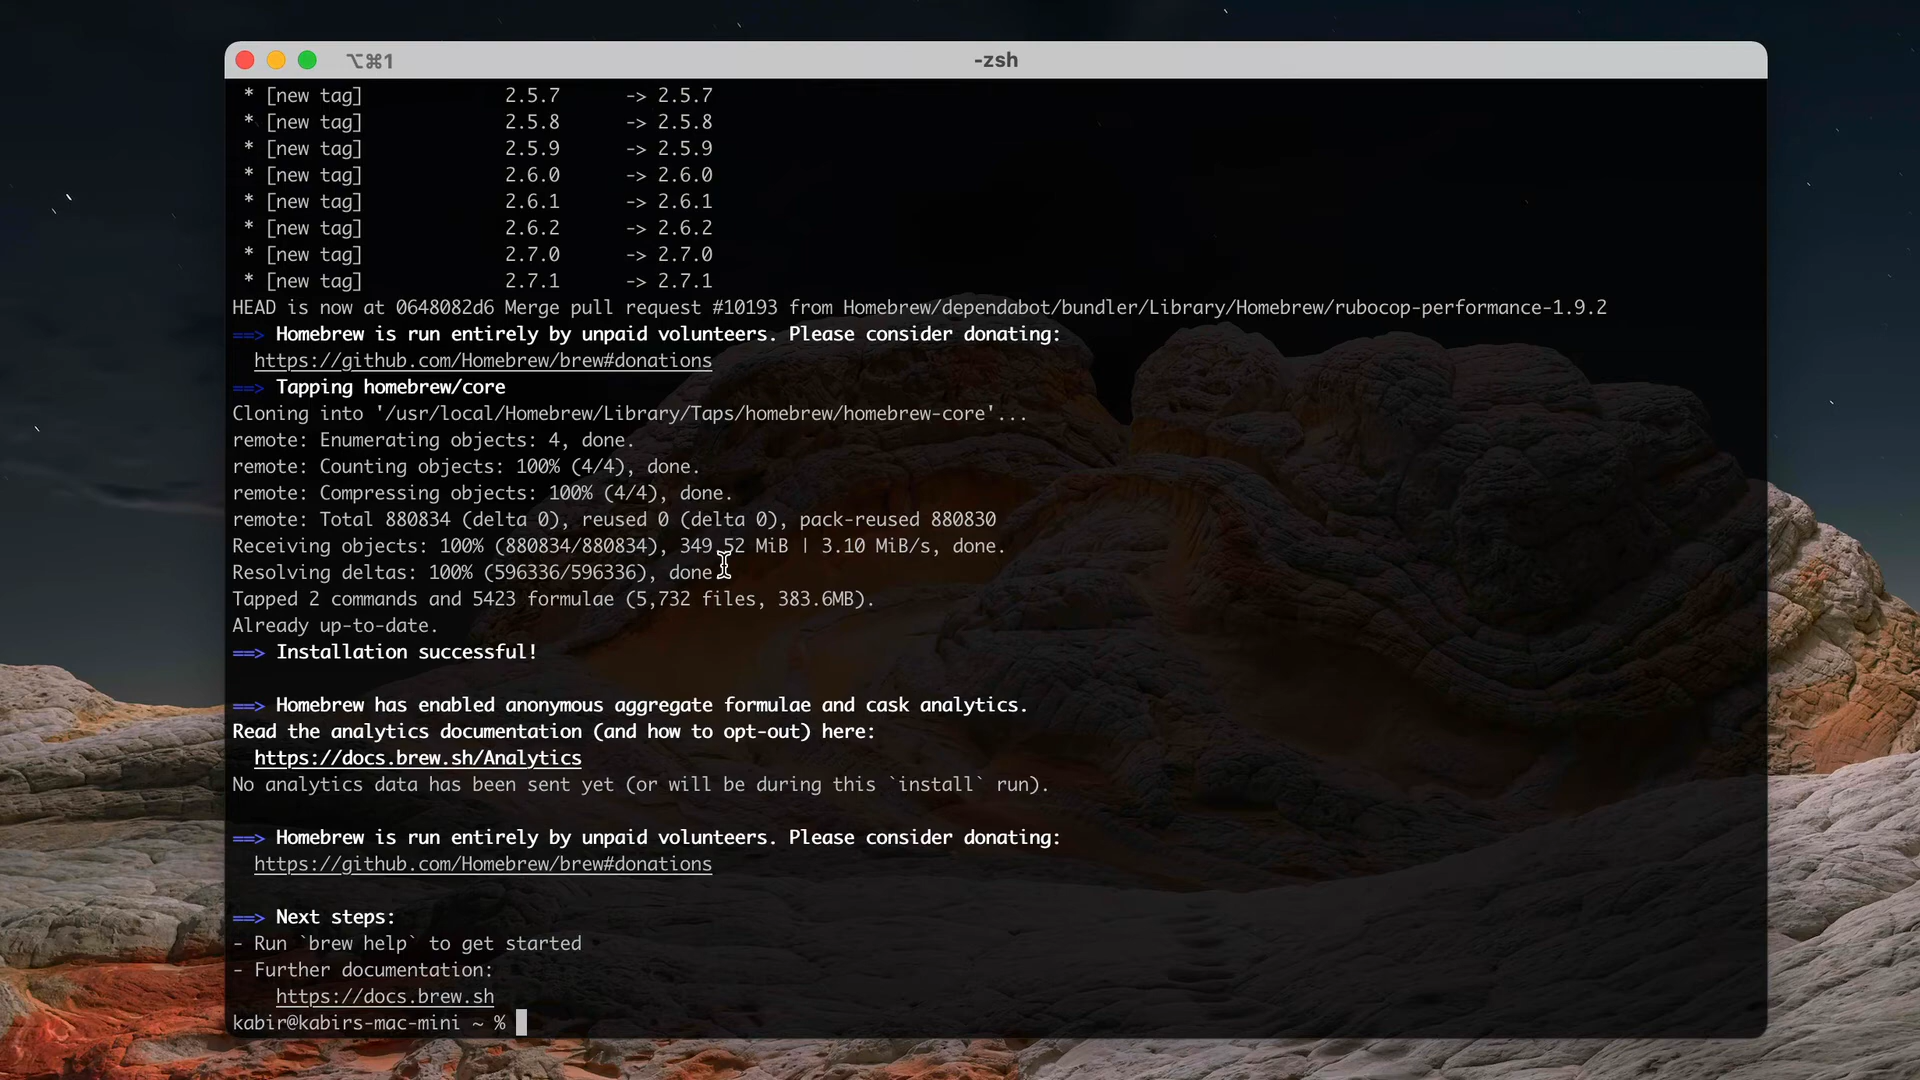 ⌥⌘1 -zsh
* [new tag] 2.5.7 -> 2.5.7
* [new tag] 2.5.8 -> 2.5.8
* [new tag] 2.5.9 -> 2.5.9
* [new tag] 2.6.0 -> 2.6.0
* [new tag] 2.6.1 -> 2.6.1
* [new tag] 2.6.2 -> 2.6.2
* [new tag] 2.7.0 -> 2.7.0
* [new tag] 2.7.1 -> 2.7.1
HEAD is now at 0648082d6 Merge pull request #10193 from Homebrew/dependabot/bundler/Library/Homebrew/rubocop-performance-1.9.2
==> Homebrew is run entirely by unpaid volunteers. Please consider donating:
https://github.com/Homebrew/brew#donations
==> Tapping homebrew/core
Cloning into '/usr/local/Homebrew/Library/Taps/homebrew/homebrew-core'...
remote: Enumerating objects: 4, done.
remote: Counting objects: 100% (4/4), done.
remote: Compressing objects: 100% (4/4), done.
remote: Total 880834 (delta 0), reused 0 (delta 0), pack-reused 880830
Receiving objects: 100% (880834/880834), 349.52 MiB | 3.10 MiB/s, done.
Resolving deltas: 100% (596336/596336), done.
Tapped 2 commands and 5423 formulae (5,732 files, 383.6MB).
Already up-to-date.
==> Installation successful!
==> Homebrew has enabled anonymous aggregate formulae and cask analytics.
Read the analytics documentation (and how to opt-out) here:
https://docs.brew.sh/Analytics
No analytics data has been sent yet (or will be during this `install` run).
==> Homebrew is run entirely by unpaid volunteers. Please consider donating:
https://github.com/Homebrew/brew#donations
==> Next steps:
- Run `brew help` to get started
- Further documentation:
https://docs.brew.sh
kabir@kabirs-mac-mini ~ %